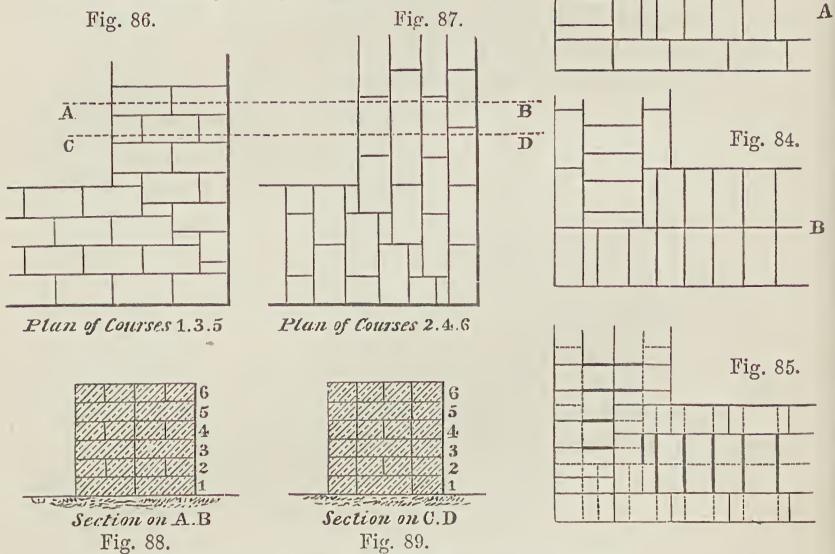 Fig. 86.
Fig. 87.
A
B
C
D
Plan of Courses 1.3.5
Plan of Courses 2.4.6
6
5
4
3
2
1
Section on A.B
Fig. 88.
6
5
4
3
2
1
Section on C.D
Fig. 89.
A
Fig. 84.
B
Fig. 85.